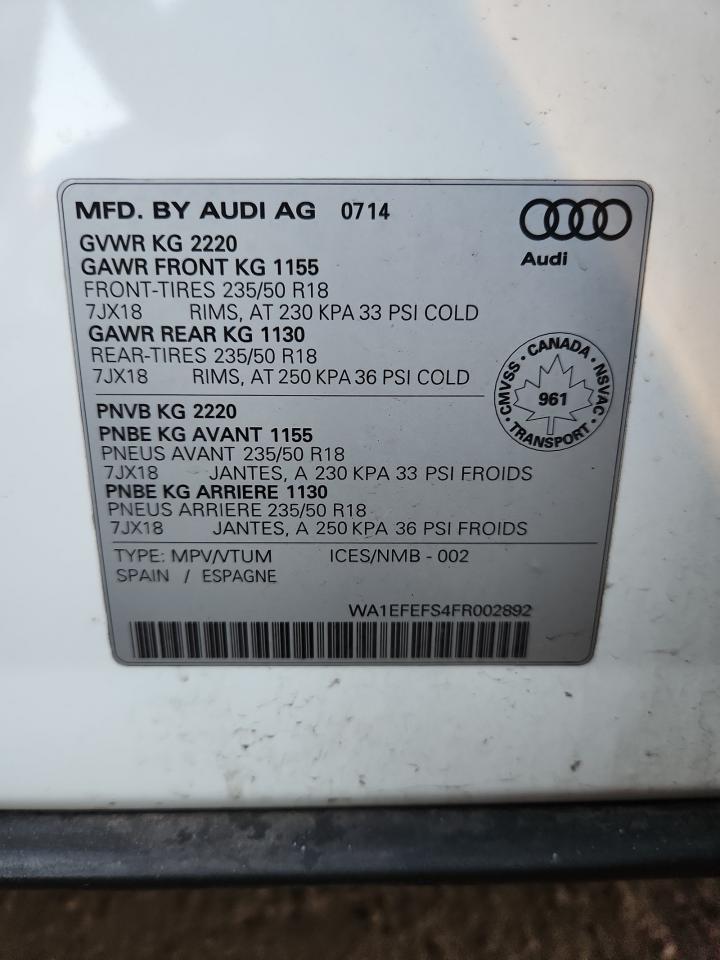 MFD. BY AUDI AG 0714
Audi
GVWR KG 2220
GAWR FRONT KG 1155
FRONT-TIRES 235/50 R18
7JX18 RIMS, AT 230 KPA 33 PSI COLD
GAWR REAR KG 1130
REAR-TIRES 235/50 R18
7JX18 RIMS, AT 250 KPA 36 PSI COLD
CMVSS • CANADA • NSVAC
961
• TRANSPORT •
PNVB KG 2220
PNBE KG AVANT 1155
PNEUS AVANT 235/50 R18
7JX18 JANTES, A 230 KPA 33 PSI FROIDS
PNBE KG ARRIERE 1130
PNEUS ARRIERE 235/50 R18
7JX18 JANTES, A 250 KPA 36 PSI FROIDS
TYPE: MPV/VTUM ICES/NMB - 002
SPAIN / ESPAGNE
WA1EFEFS4FR002892